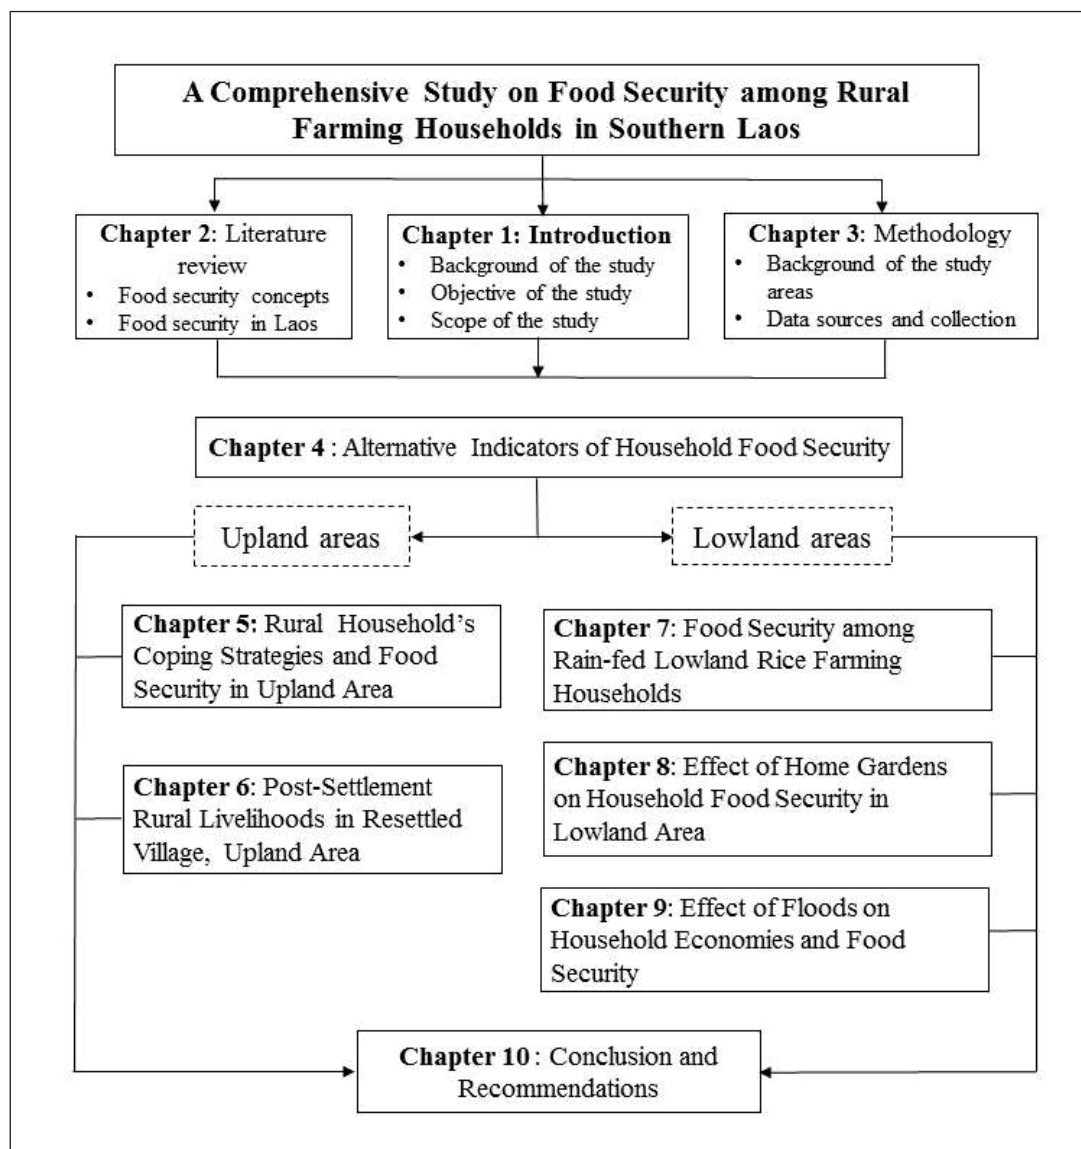 A Comprehensive Study on Food Security among Rural
Farming Households in Southern Laos
Chapter 2: Literature
review
• Food security concepts
• Food security in Laos
Chapter 1: Introduction
• Background of the study
• Objective of the study
• Scope of the study
Chapter 3: Methodology
• Background of the study
areas
• Data sources and collection
Chapter 4 : Alternative Indicators of Household Food Security
Upland areas
Lowland areas
Chapter 5: Rural Household’s
Coping Strategies and Food
Security in Upland Area
Chapter 6: Post-Settlement
Rural Livelihoods in Resettled
Village, Upland Area
Chapter 7: Food Security among
Rain-fed Lowland Rice Farming
Households
Chapter 8: Effect of Home Gardens
on Household Food Security in
Lowland Area
Chapter 9: Effect of Floods on
Household Economies and Food
Security
Chapter 10 : Conclusion and
Recommendations